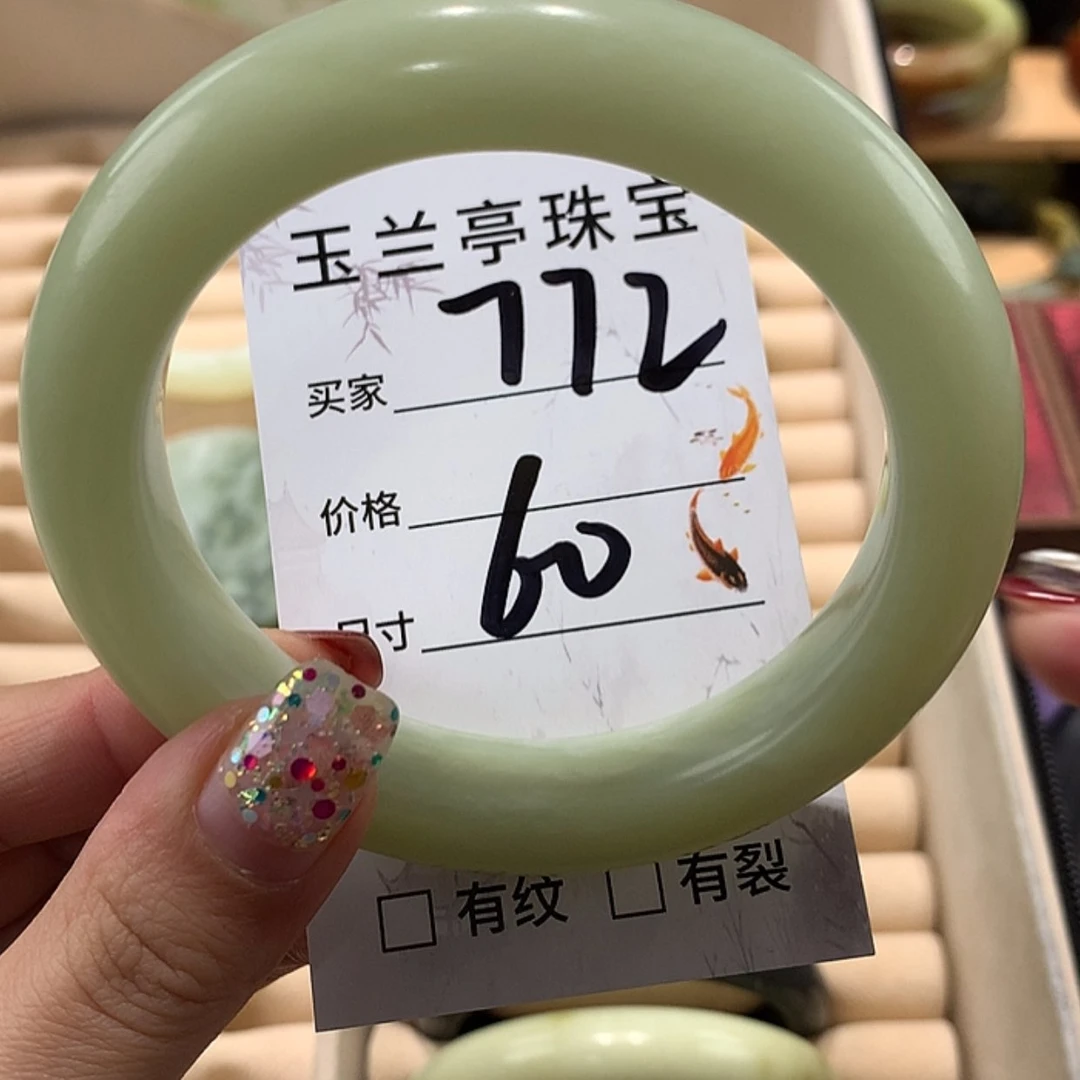 玉兰亭珠宝
买家 772
价格
尺寸 60
□ 有纹 □ 有裂